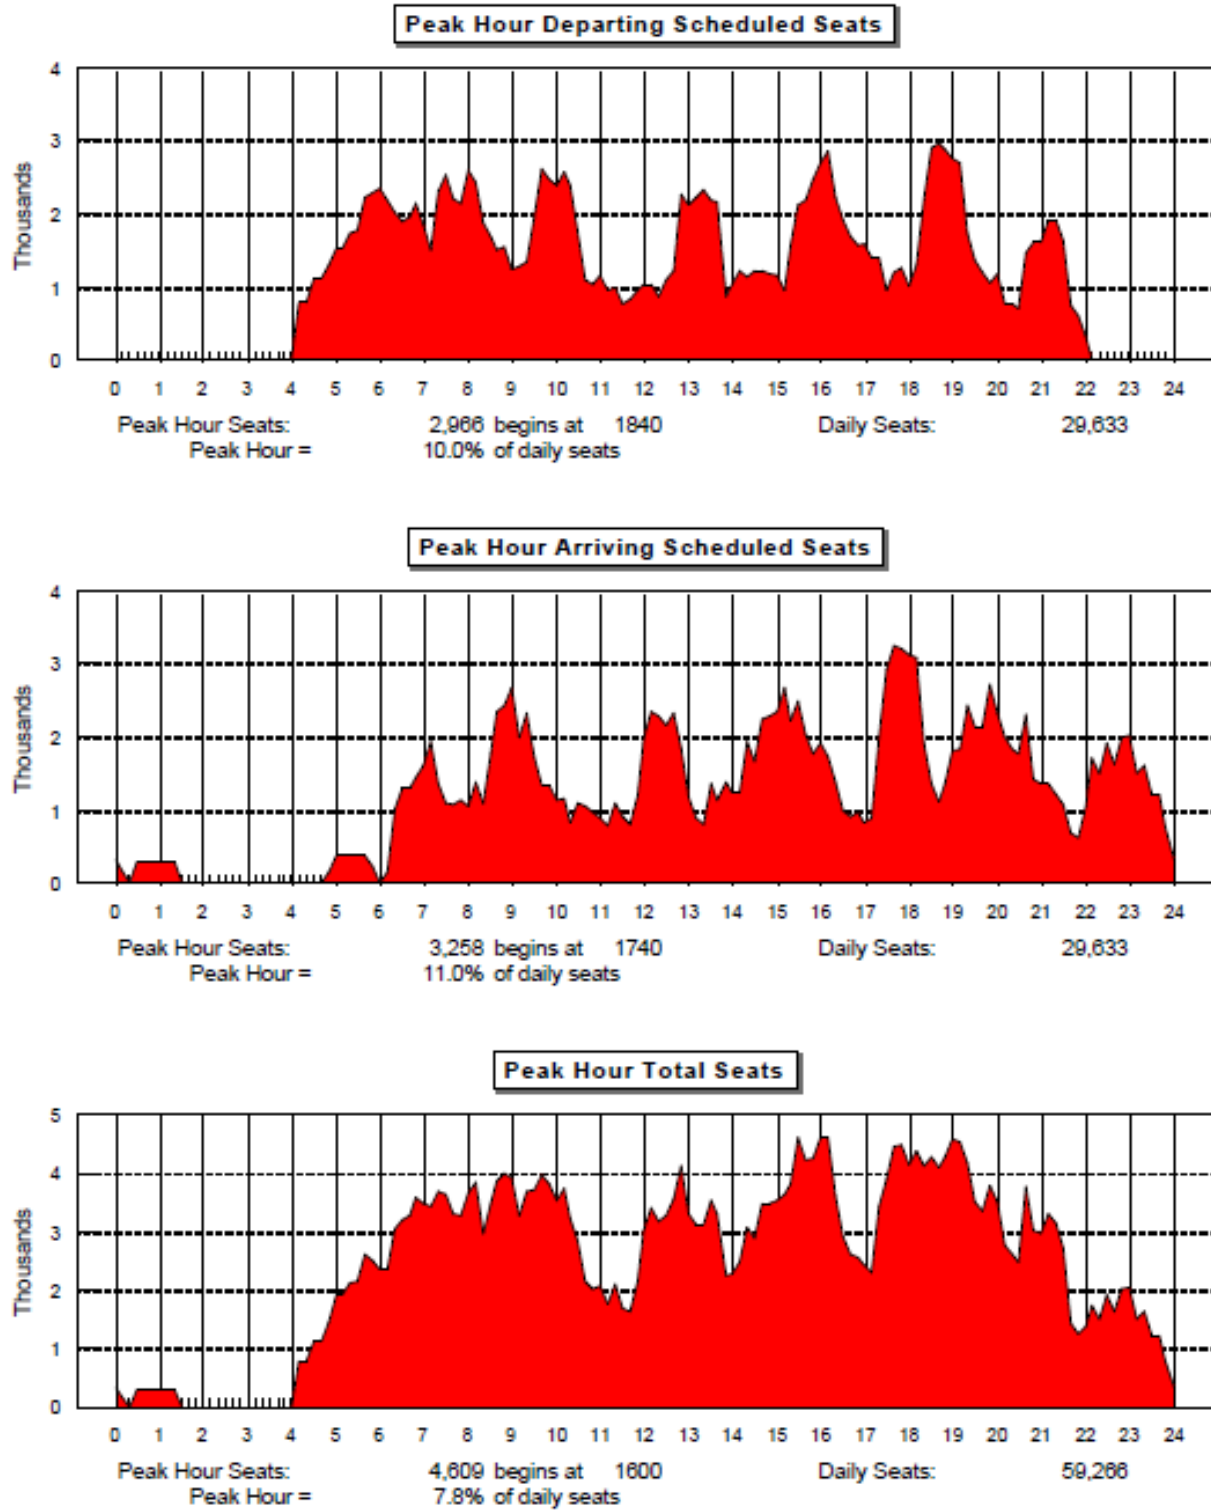 Peak Hour Departing Scheduled Seats
4
3
2
1
0
Thousands
0 1 2 3 4 5 6 7 8 9 10 11 12 13 14 15 16 17 18 19 20 21 22 23 24
Peak Hour Seats: 2,966 begins at 1840 Daily Seats: 29,633
Peak Hour = 10.0% of daily seats
Peak Hour Arriving Scheduled Seats
4
3
2
1
0
Thousands
0 1 2 3 4 5 6 7 8 9 10 11 12 13 14 15 16 17 18 19 20 21 22 23 24
Peak Hour Seats: 3,258 begins at 1740 Daily Seats: 29,633
Peak Hour = 11.0% of daily seats
Peak Hour Total Seats
5
4
3
2
1
0
Thousands
0 1 2 3 4 5 6 7 8 9 10 11 12 13 14 15 16 17 18 19 20 21 22 23 24
Peak Hour Seats: 4,609 begins at 1600 Daily Seats: 59,266
Peak Hour = 7.8% of daily seats